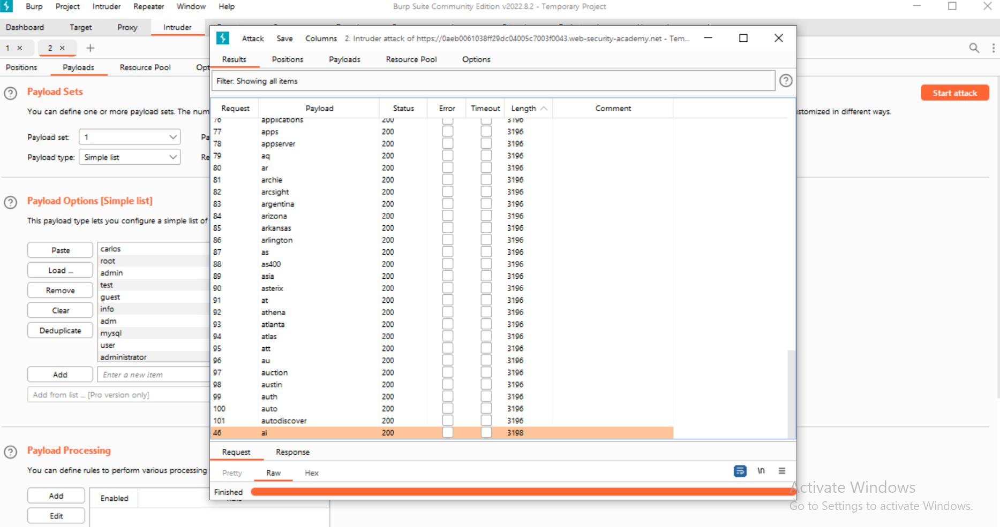 Burp Project Intruder Repeater Window Help
Burp Suite Community Edition v2022.8.2 - Temporary Project
Dashboard Target Proxy Intruder
1 × 2 × +
Positions Payloads Resource Pool Opt
Payload Sets
You can define one or more payload sets. The num
Payload set: 1 Pa
Payload type: Simple list Re
Payload Options [Simple list]
This payload type lets you configure a simple list of
Paste
Load ...
Remove
Clear
Deduplicate
carlos
root
admin
test
guest
info
adm
mysql
user
administrator
Add Enter a new item
Add from list ... [Pro version only]
Payload Processing
You can define rules to perform various processing
Add
Edit
Enabled
Attack Save Columns 2. Intruder attack of https://0aeb0061038ff29dc04005c7003f0043.web-security-academy.net - Tem...
Results Positions Payloads Resource Pool Options
Filter: Showing all items
Request Payload Status Error Timeout Length Comment
76 applications 200 3196
77 apps 200 3196
78 appserver 200 3196
79 aq 200 3196
80 ar 200 3196
81 archie 200 3196
82 arcsight 200 3196
83 argentina 200 3196
84 arizona 200 3196
85 arkansas 200 3196
86 arlington 200 3196
87 as 200 3196
88 as400 200 3196
89 asia 200 3196
90 asterix 200 3196
91 at 200 3196
92 athena 200 3196
93 atlanta 200 3196
94 atlas 200 3196
95 att 200 3196
96 au 200 3196
97 auction 200 3196
98 austin 200 3196
99 auth 200 3196
100 auto 200 3196
101 autodiscover 200 3196
46 ai 200 3198
Request Response
Pretty Raw Hex
\n
Finished
Start attack
ustomized in different ways.
Activate Windows
Go to Settings to activate Windows.